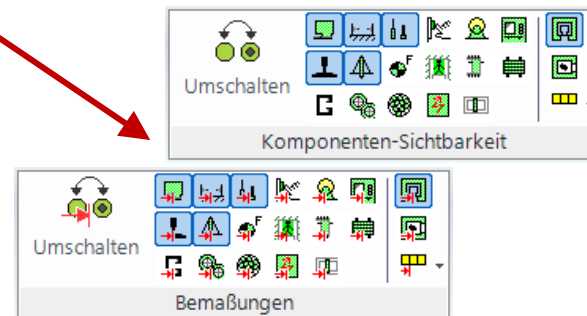 Umschalten
Komponenten-Sichtbarkeit
Umschalten
Bemaßungen